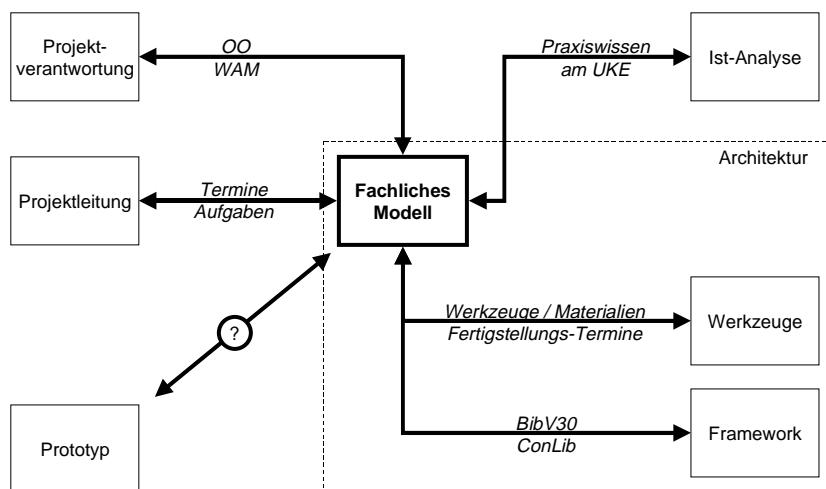 Projekt-
verantwortung
OO
WAM
Praxiswissen
am UKE
Ist-Analyse
Architektur
Projektleitung
Termine
Aufgaben
Fachliches
Modell
Werkzeuge / Materialien
Fertigstellungs-Termine
Werkzeuge
?
Prototyp
BibV30
ConLib
Framework